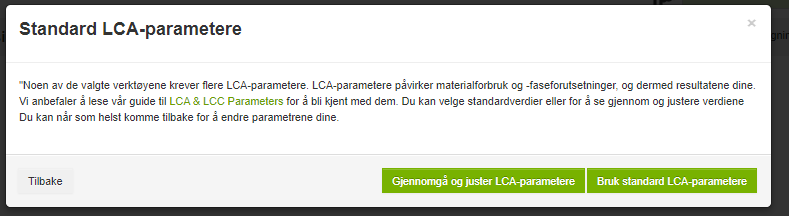 Standard LCA-parametere
×
"Noen av de valgte verktøyene krever flere LCA-parametere. LCA-parametere påvirker materialforbruk og -faseforutsetninger, og dermed resultatene dine.
Vi anbefaler å lese vår guide til LCA & LCC Parameters for å bli kjent med dem. Du kan velge standardverdier eller for å se gjennom og justere verdiene
Du kan når som helst komme tilbake for å endre parametrene dine.
Tilbake
Gjennomgå og juster LCA-parametere
Bruk standard LCA-parametere